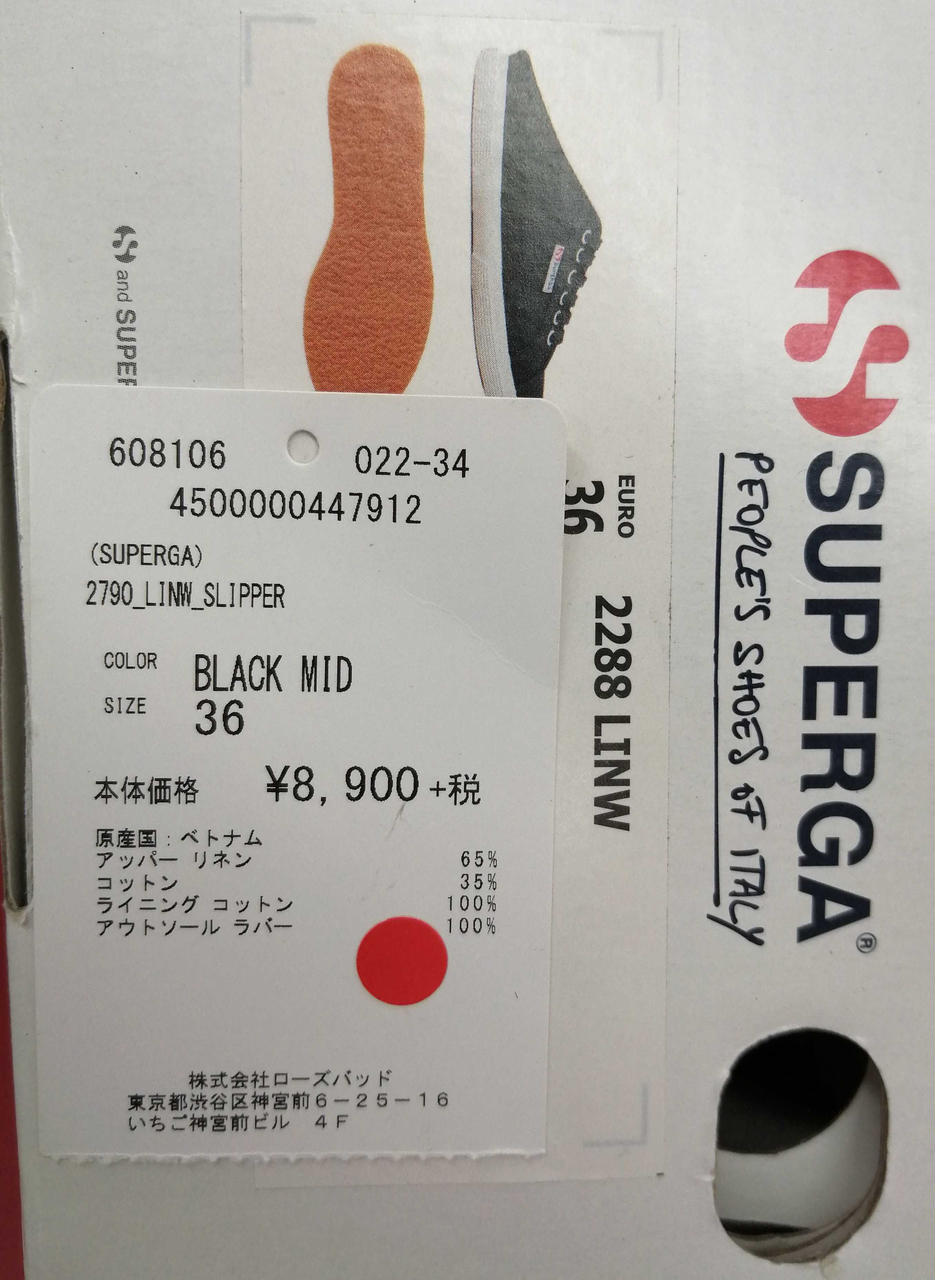 608106 022-34
4500000447912
(SUPERGA)
2790_LINW_SLIPPER
COLOR BLACK MID
SIZE 36
本体価格 ¥8,900+税
原産国:ベトナム
アッパー リネン 65%
コットン 35%
ライニング コットン 100%
アウトソール ラバー 100%
株式会社ローズバッド
東京都渋谷区神宮前6-25-16
いちご神宮前ビル 4F
SUPERGA®
PEOPLE'S SHOES OF ITALY
EURO
36 2288 LINW
and SUPER